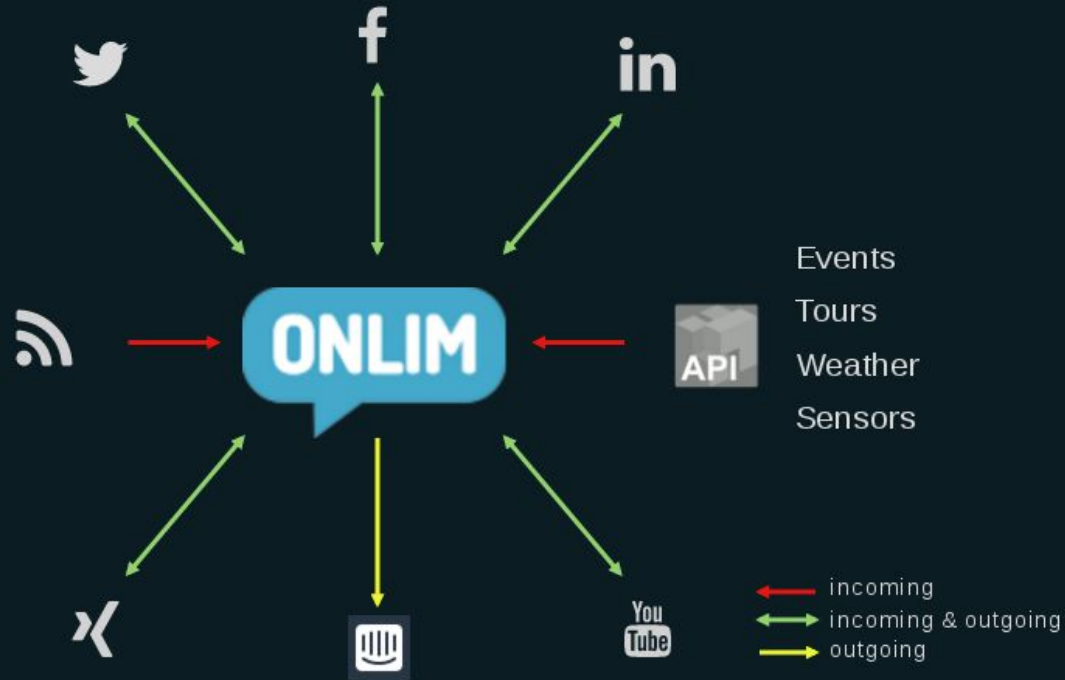 f
in
Events
Tours
ONLIM
API
Weather
Sensors
You
Tube
incoming
incoming & outgoing
outgoing